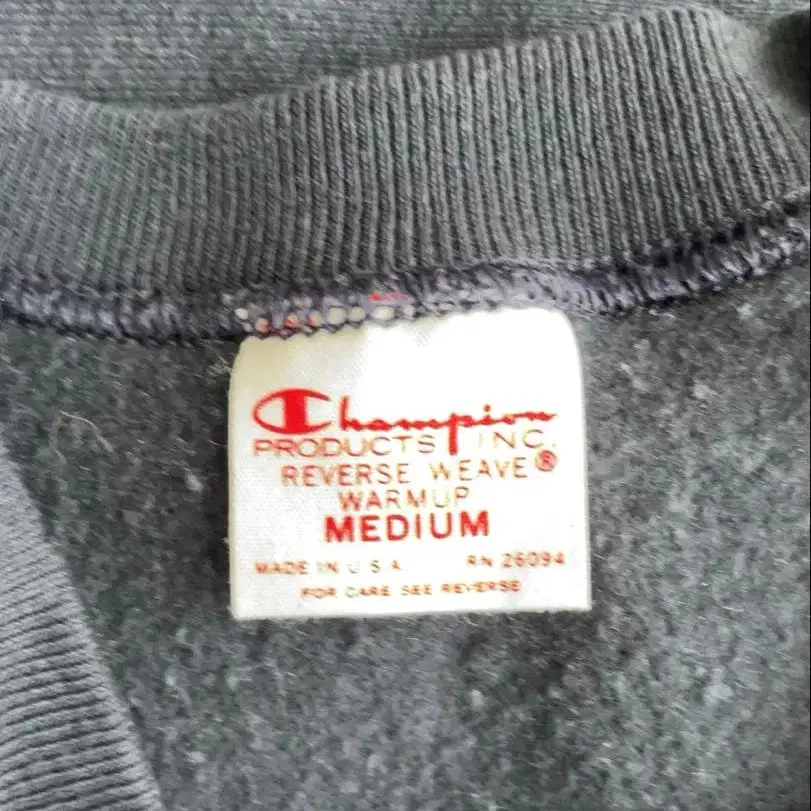 Champion
PRODUCTS INC.
REVERSE WEAVE®
WARMUP
MEDIUM
MADE IN U S A. RN 26094
FOR CARE SEE REVERSE